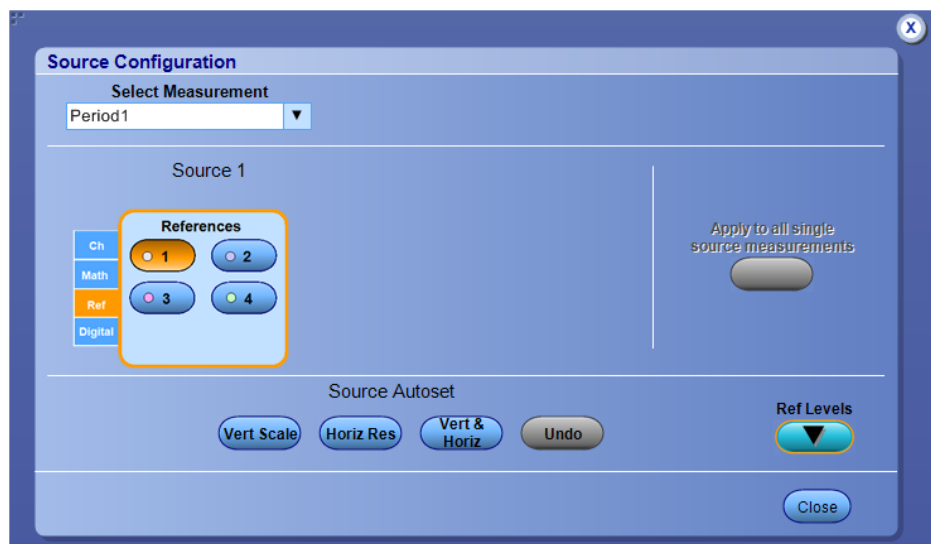 X
Source Configuration
Select Measurement
Period1
Source 1
References
Ch
Math
Ref
Digital
1
2
3
4
Apply to all single
source measurements
Source Autoset
Vert Scale
Horiz Res
Vert &
Horiz
Undo
Ref Levels
Close